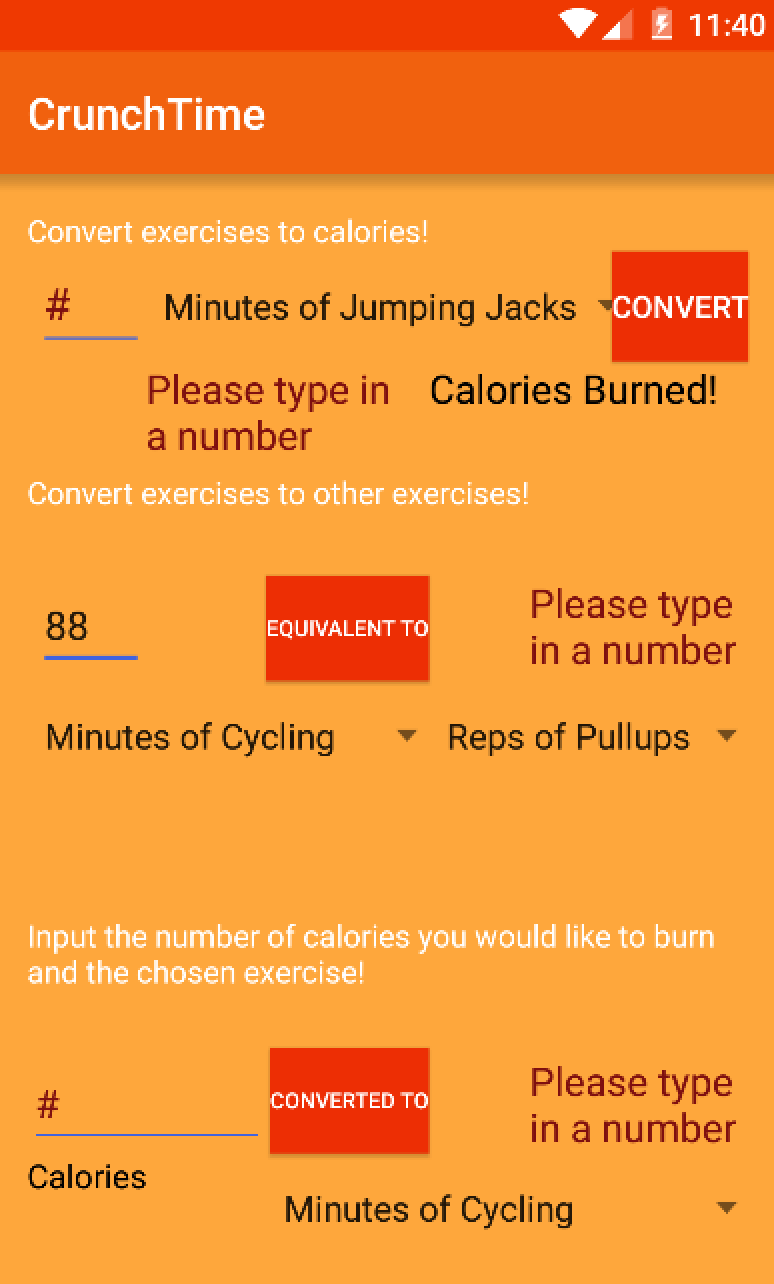 11:40
CrunchTime
Convert exercises to calories!
# Minutes of Jumping Jacks CONVERT
Please type in Calories Burned!
a number
Convert exercises to other exercises!
88 EQUIVALENT TO Please type
in a number
Minutes of Cycling Reps of Pullups
Input the number of calories you would like to burn
and the chosen exercise!
# CONVERTED TO Please type
in a number
Calories
Minutes of Cycling